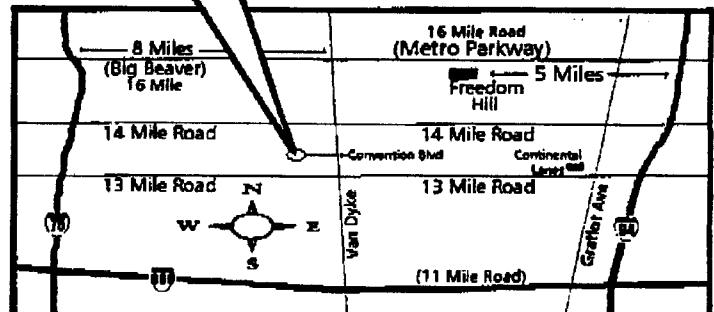 16 Mile Road
8 Miles
(Metro Parkway)
(Big Beaver)
16 Mile
5 Miles
Freedom
Hill
14 Mile Road
14 Mile Road
Convention Blvd
Continental
Lanes
13 Mile Road
13 Mile Road
N
W
E
S
Van Dyke
Gratiot Ave
(11 Mile Road)